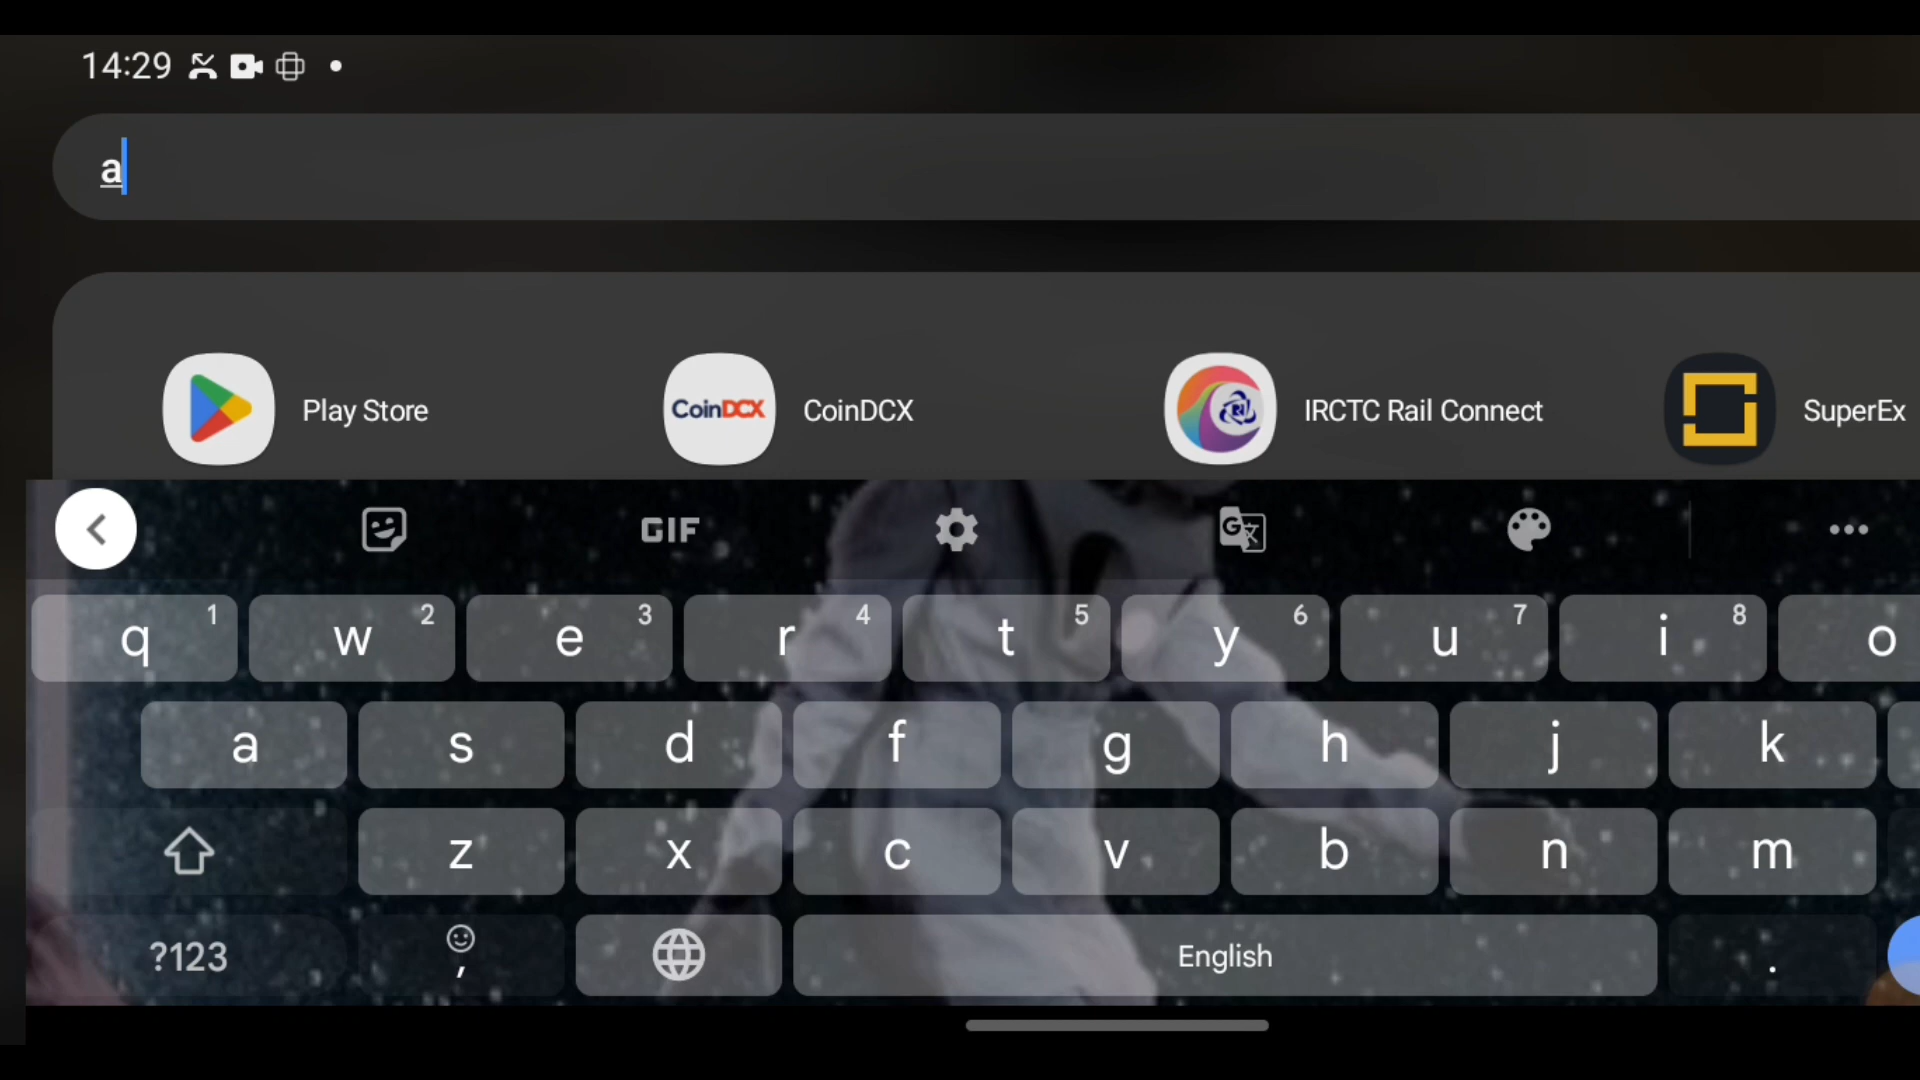 14:29
a
CoinDCX
Play Store CoinDCX IRCTC Rail Connect SuperEx
GIF G
q 1 w 2 e 3 r 4 t 5 y 6 u 7 i 8 o
a s d f g h j k
z x c v b n m
?123 , English .